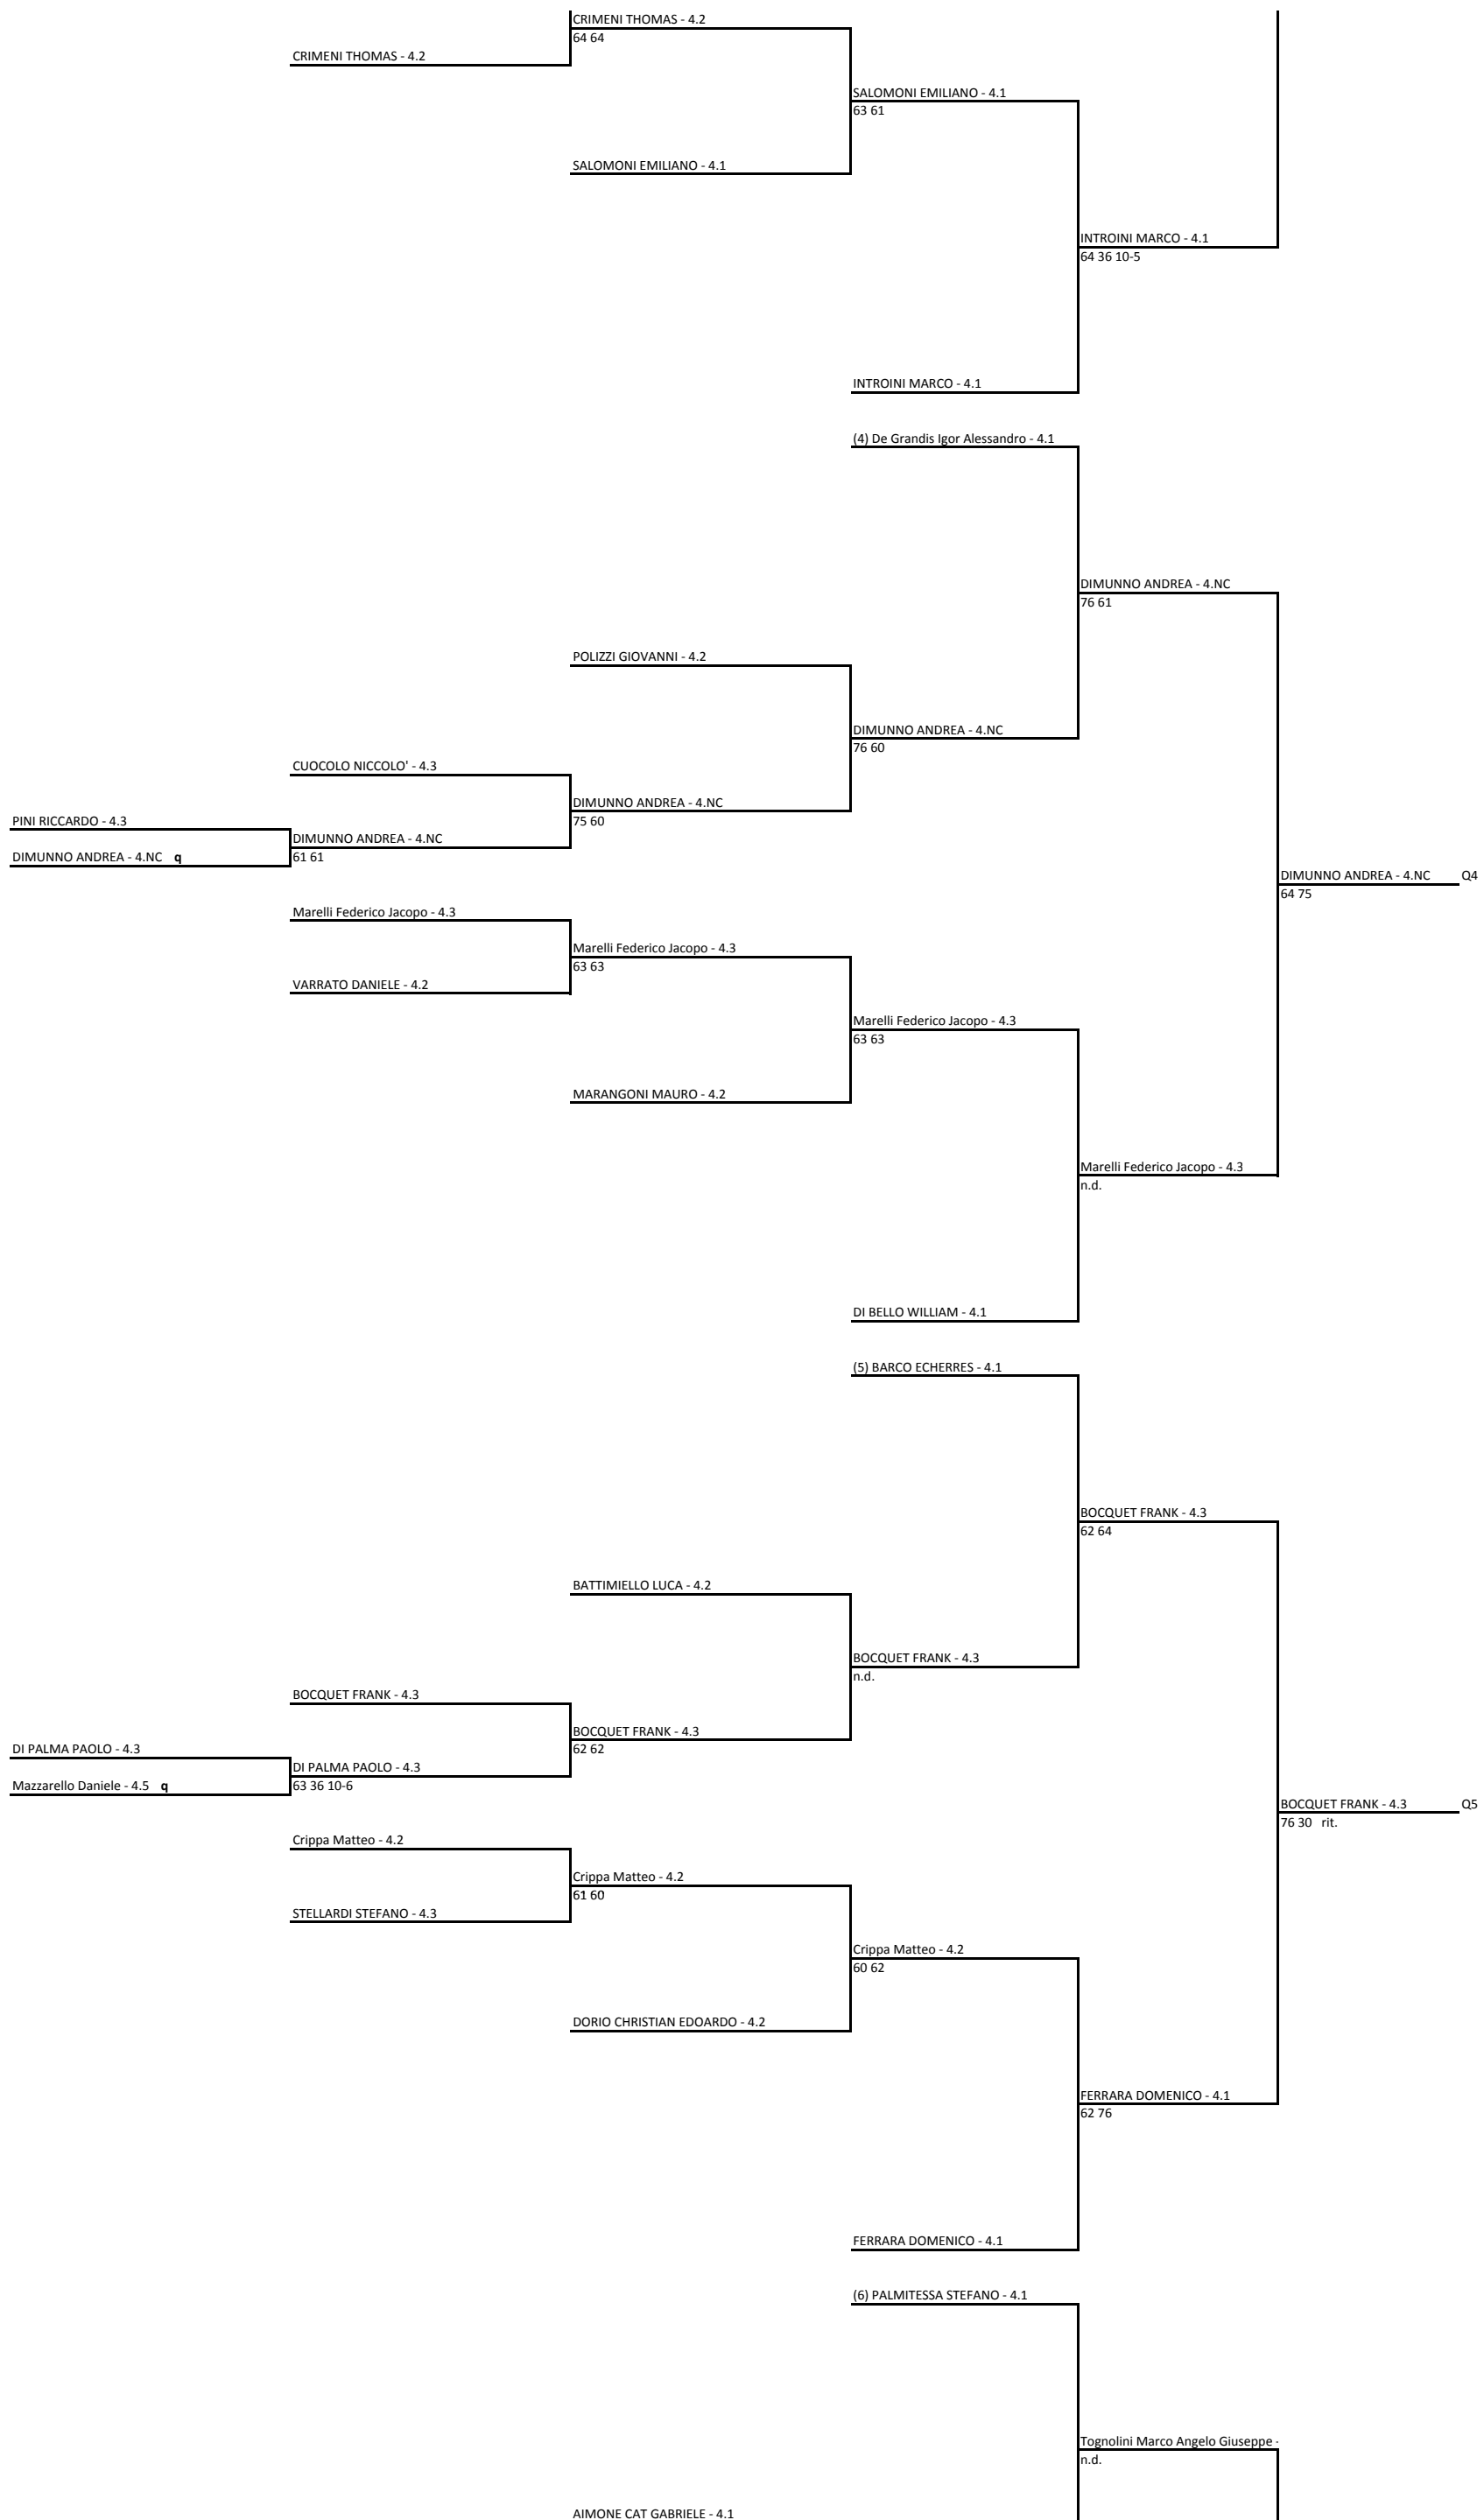 CRIMENI THOMAS - 4.2
64 64
CRIMENI THOMAS - 4.2
SALOMONI EMILIANO - 4.1
63 61
SALOMONI EMILIANO - 4.1
INTROINI MARCO - 4.1
64 36 10-5
INTROINI MARCO - 4.1
(4) De Grandis Igor Alessandro - 4.1
DIMUNNO ANDREA - 4.NC
76 61
POLIZZI GIOVANNI - 4.2
DIMUNNO ANDREA - 4.NC
76 60
CUOCOLO NICCOLO' - 4.3
DIMUNNO ANDREA - 4.NC
75 60
PINI RICCARDO - 4.3
DIMUNNO ANDREA - 4.NC
61 61
DIMUNNO ANDREA - 4.NC q
DIMUNNO ANDREA - 4.NC Q4
64 75
Marelli Federico Jacopo - 4.3
Marelli Federico Jacopo - 4.3
63 63
VARRATO DANIELE - 4.2
Marelli Federico Jacopo - 4.3
63 63
MARANGONI MAURO - 4.2
Marelli Federico Jacopo - 4.3
n.d.
DI BELLO WILLIAM - 4.1
(5) BARCO ECHERRES - 4.1
BOCQUET FRANK - 4.3
62 64
BATTIMIELLO LUCA - 4.2
BOCQUET FRANK - 4.3
n.d.
BOCQUET FRANK - 4.3
BOCQUET FRANK - 4.3
62 62
DI PALMA PAOLO - 4.3
DI PALMA PAOLO - 4.3
63 36 10-6
Mazzarello Daniele - 4.5 q
BOCQUET FRANK - 4.3 Q5
76 30 rit.
Crippa Matteo - 4.2
Crippa Matteo - 4.2
61 60
STELLARDI STEFANO - 4.3
Crippa Matteo - 4.2
60 62
DORIO CHRISTIAN EDOARDO - 4.2
FERRARA DOMENICO - 4.1
62 76
FERRARA DOMENICO - 4.1
(6) PALMITESSA STEFANO - 4.1
Tognolini Marco Angelo Giuseppe -
n.d.
AIMONE CAT GABRIELE - 4.1